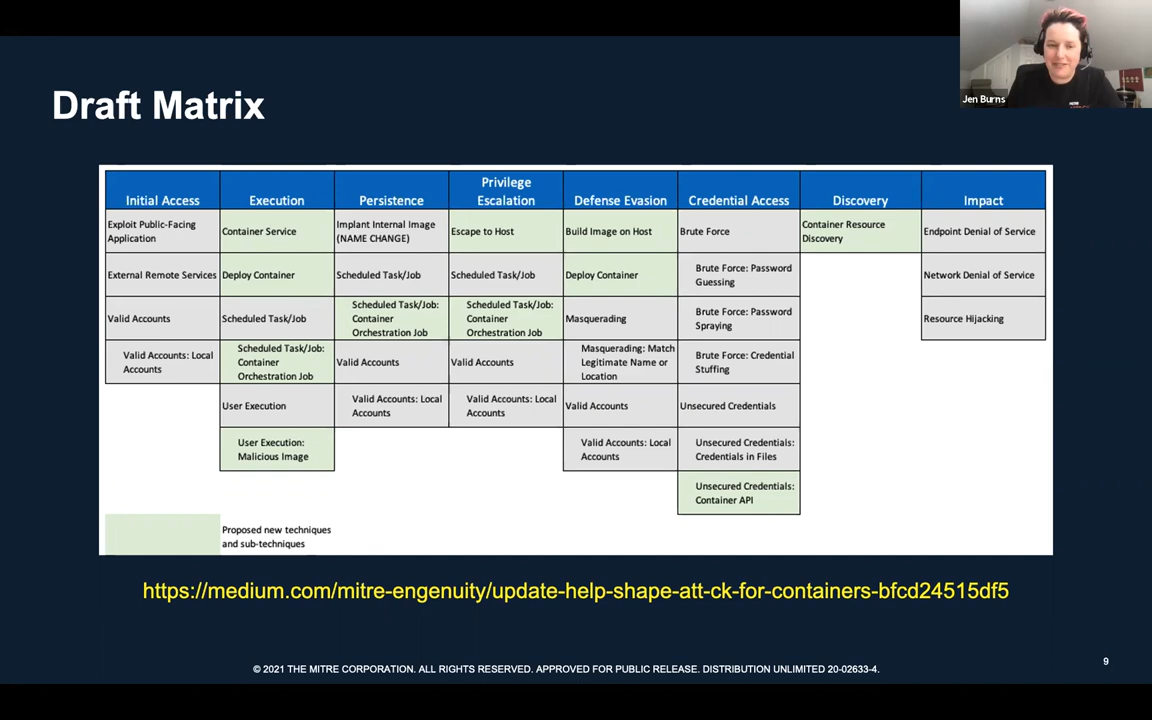 Jen Burns
Draft Matrix
Initial Access
Execution
Persistence
Privilege
Escalation
Defense Evasion
Credential Access
Discovery
Impact
Exploit Public-Facing
Application
Container Service
Implant Internal Image
(NAME CHANGE)
Escape to Host
Build Image on Host
Brute Force
Container Resource
Discovery
Endpoint Denial of Service
External Remote Services
Deploy Container
Scheduled Task/Job
Scheduled Task/Job
Deploy Container
Brute Force: Password
Guessing
Network Denial of Service
Valid Accounts
Scheduled Task/Job
Scheduled Task/Job:
Container
Orchestration Job
Scheduled Task/Job:
Container
Orchestration Job
Masquerading
Brute Force: Password
Spraying
Resource Hijacking
Valid Accounts: Local
Accounts
Scheduled Task/Job:
Container
Orchestration Job
Valid Accounts
Valid Accounts
Masquerading: Match
Legitimate Name or
Location
Brute Force: Credential
Stuffing
User Execution
Valid Accounts: Local
Accounts
Valid Accounts: Local
Accounts
Valid Accounts
Unsecured Credentials
User Execution:
Malicious Image
Valid Accounts: Local
Accounts
Unsecured Credentials:
Credentials in Files
Unsecured Credentials:
Container API
Proposed new techniques
and sub-techniques
https://medium.com/mitre-engenuity/update-help-shape-att-ck-for-containers-bfcd24515df5
© 2021 THE MITRE CORPORATION. ALL RIGHTS RESERVED. APPROVED FOR PUBLIC RELEASE. DISTRIBUTION UNLIMITED 20-02633-4.
9